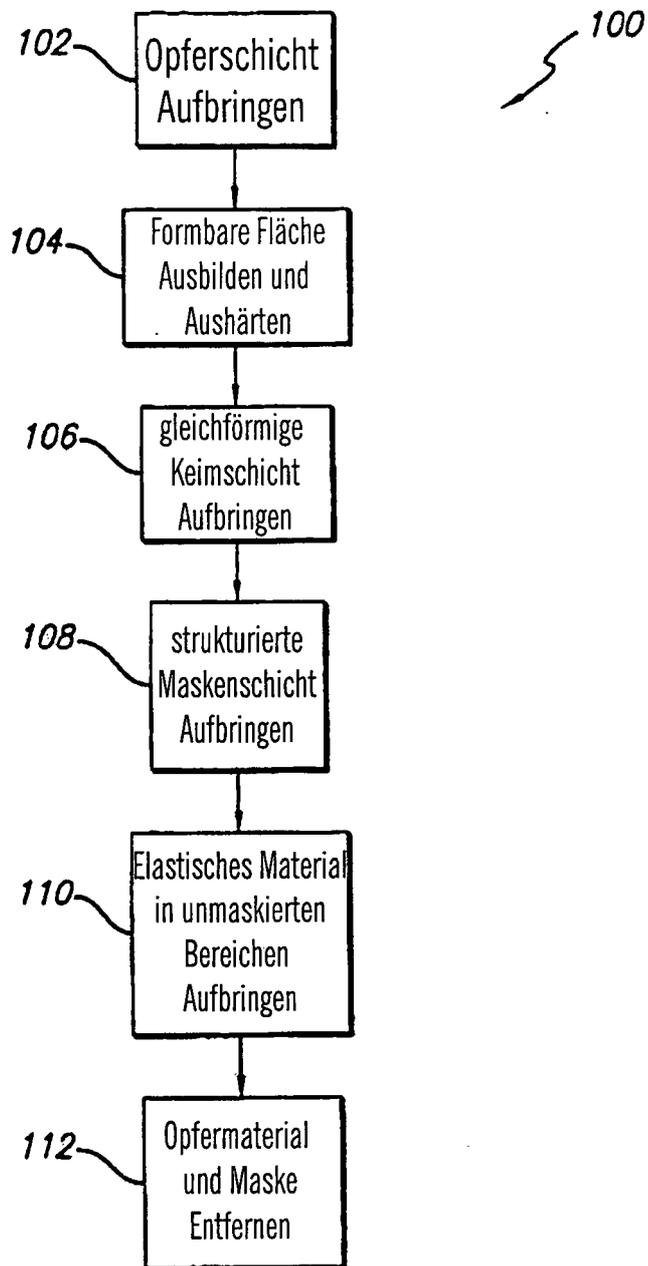 100
102
Opferschicht
Aufbringen
104
Formbare Fläche
Ausbilden und
Aushärten
106
gleichförmige
Keimschicht
Aufbringen
108
strukturierte
Maskenschicht
Aufbringen
110
Elastisches Material
in unmaskierten
Bereichen
Aufbringen
112
Opfermaterial
und Maske
Entfernen